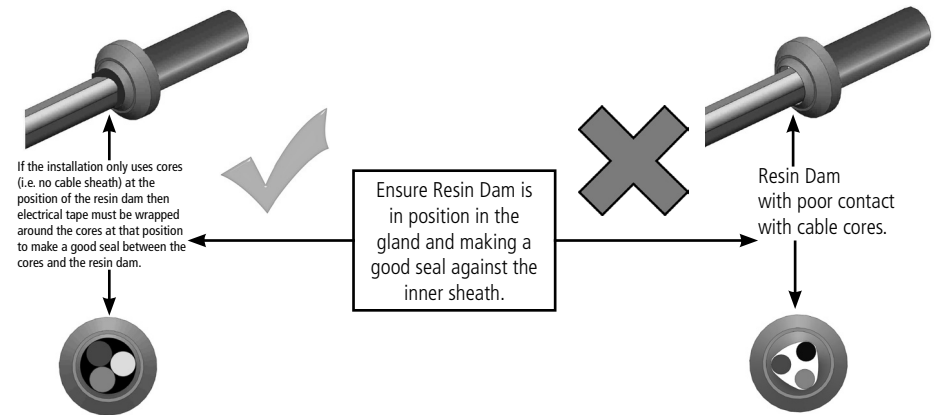 If the installation only uses cores
(i.e. no cable sheath) at the
position of the resin dam then
electrical tape must be wrapped
around the cores at that position
to make a good seal between the
cores and the resin dam.
Ensure Resin Dam is
in position in the
gland and making a
good seal against the
inner sheath.
Resin Dam
with poor contact
with cable cores.